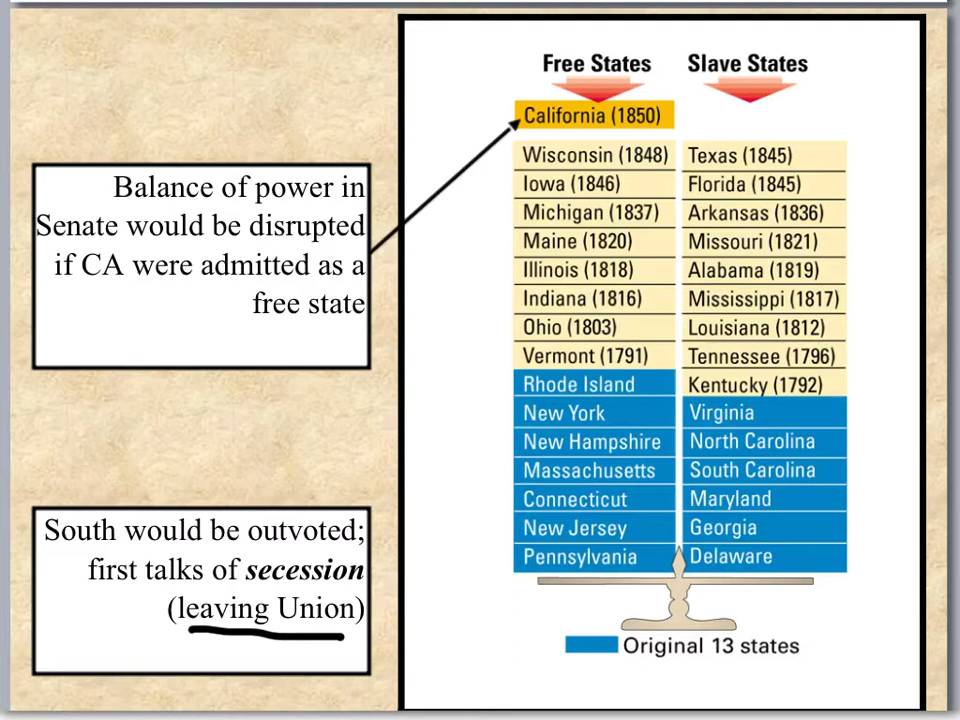 Balance of power in
Senate would be disrupted
if CA were admitted as a
free state
South would be outvoted;
first talks of secession
(leaving Union)
Free States Slave States
California (1850)
Wisconsin (1848) Texas (1845)
Iowa (1846) Florida (1845)
Michigan (1837) Arkansas (1836)
Maine (1820) Missouri (1821)
Illinois (1818) Alabama (1819)
Indiana (1816) Mississippi (1817)
Ohio (1803) Louisiana (1812)
Vermont (1791) Tennessee (1796)
Rhode Island Kentucky (1792)
New York Virginia
New Hampshire North Carolina
Massachusetts South Carolina
Connecticut Maryland
New Jersey Georgia
Pennsylvania Delaware
Original 13 states